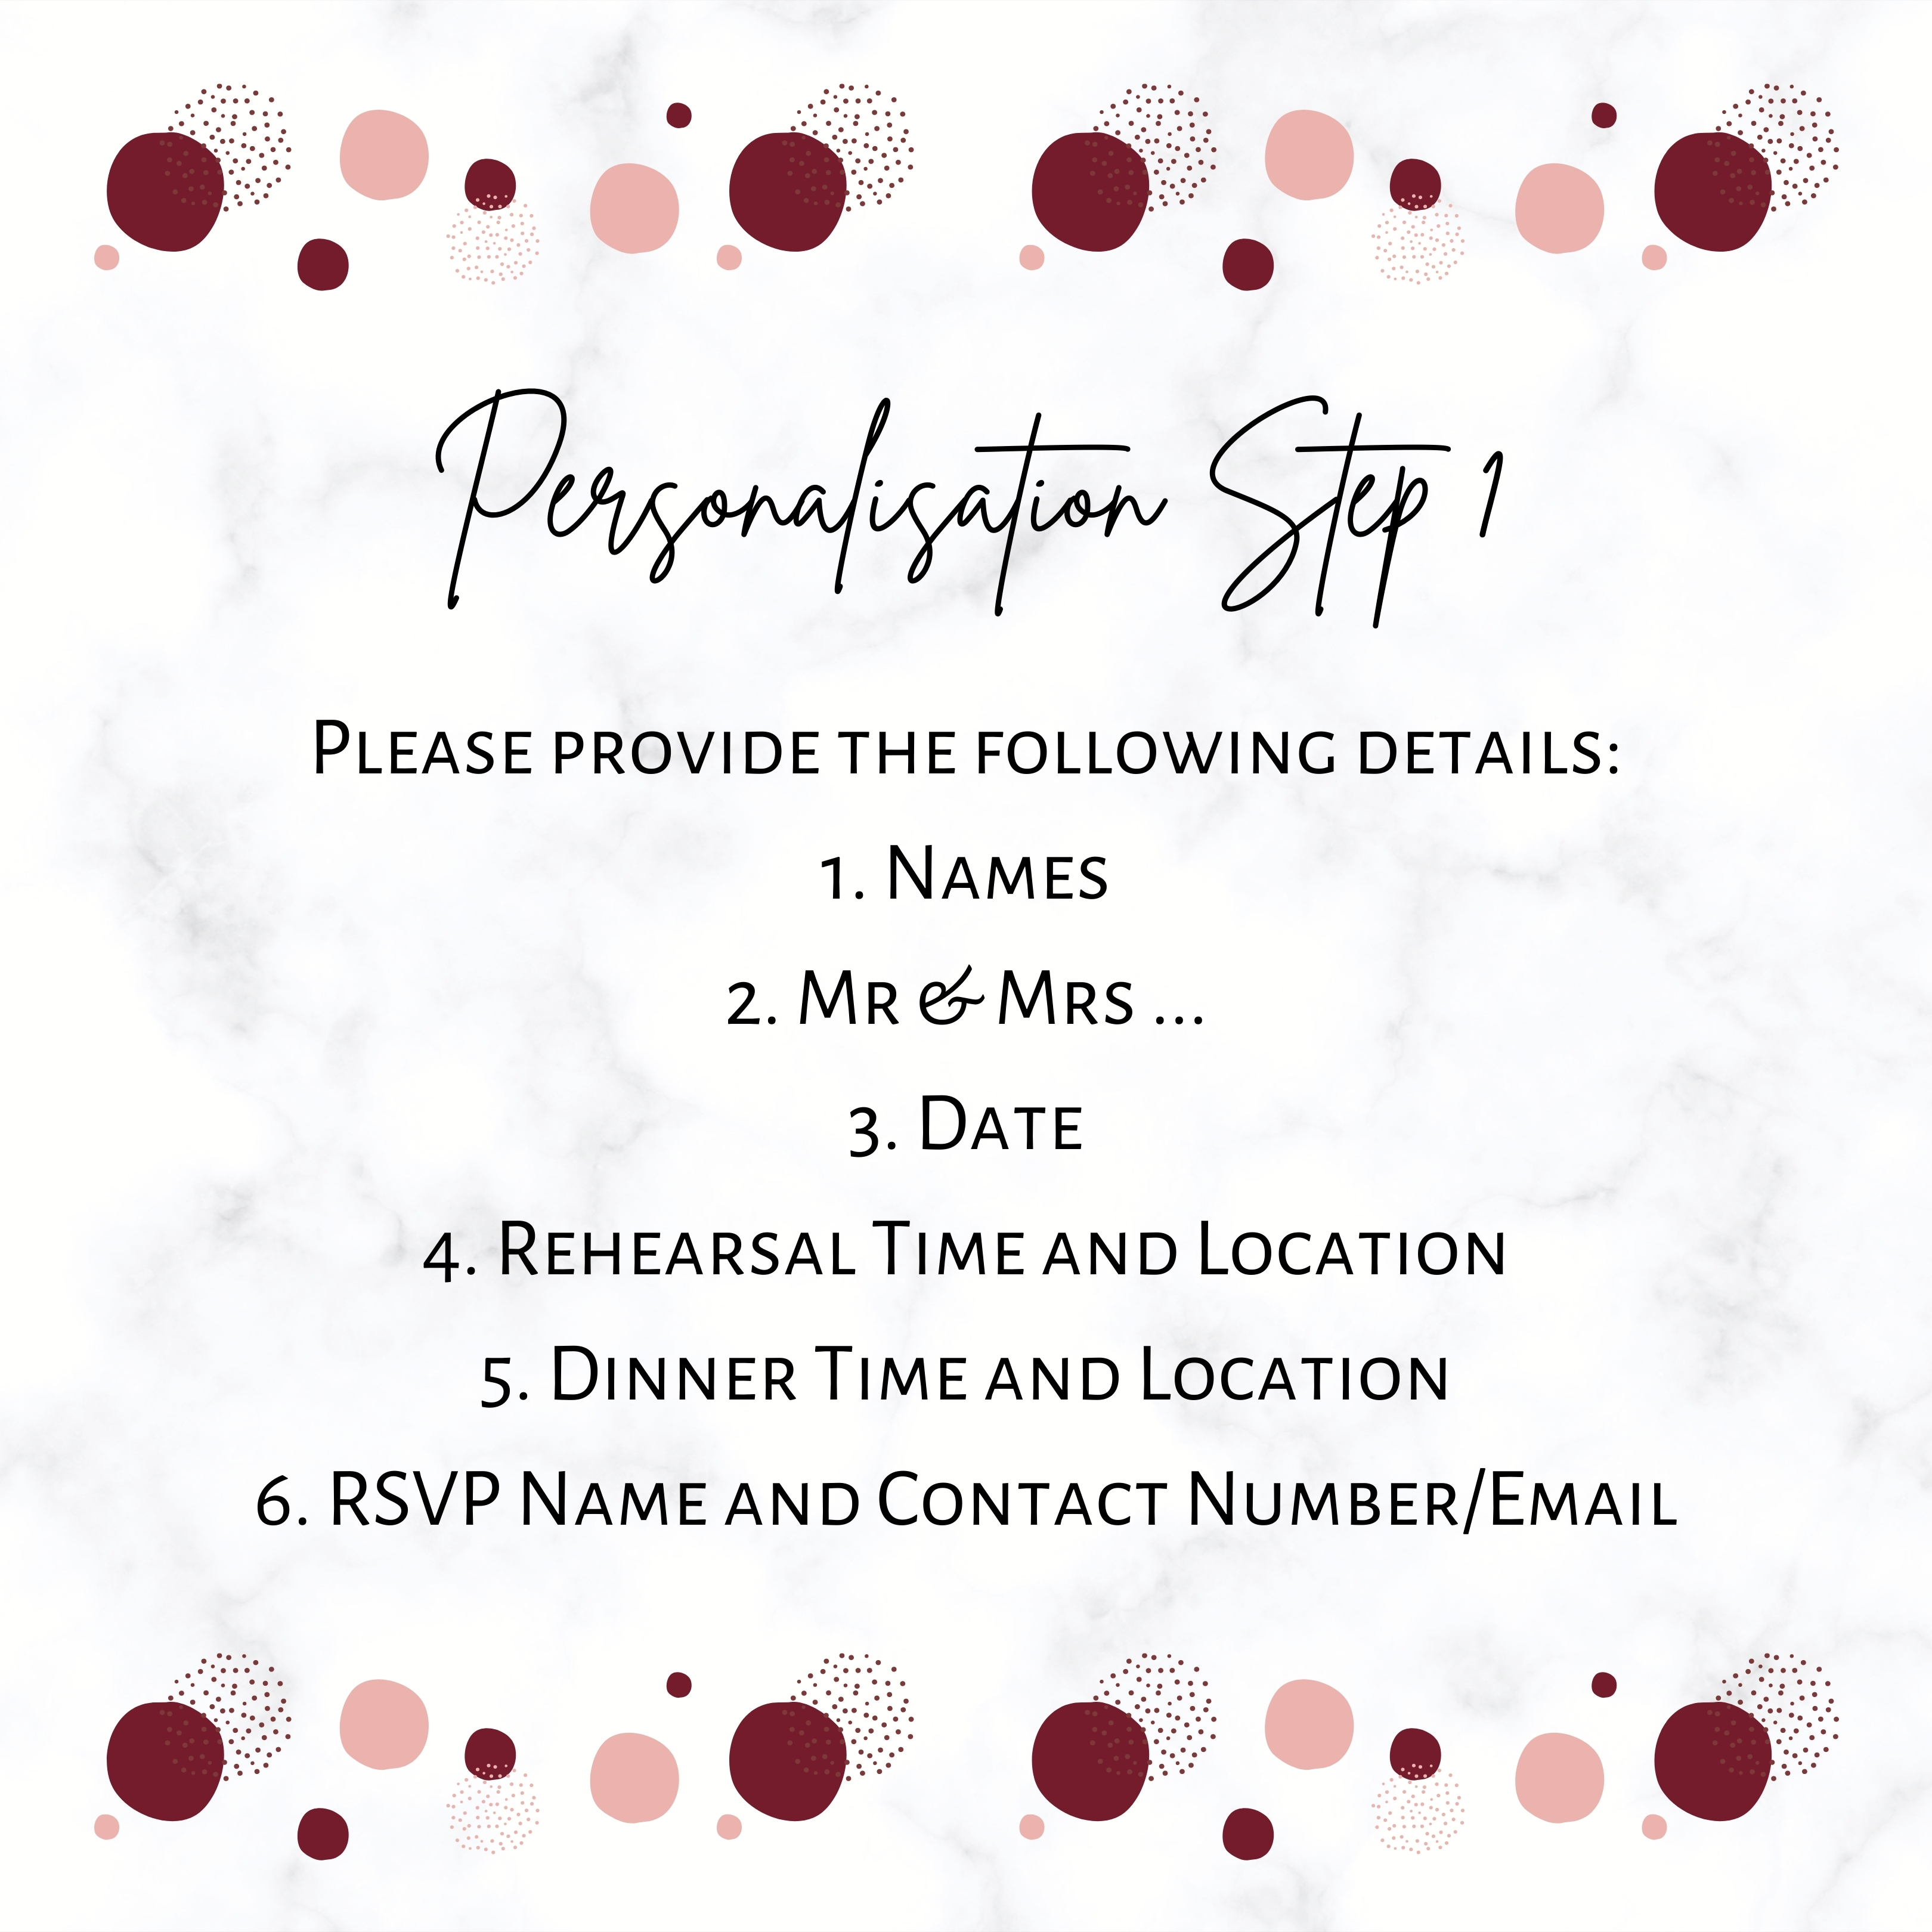 Personalisation Step 1
Please provide the following details:
1. Names
2. Mr & Mrs ...
3. Date
4. Rehearsal Time and Location
5. Dinner Time and Location
6. RSVP Name and Contact Number/Email